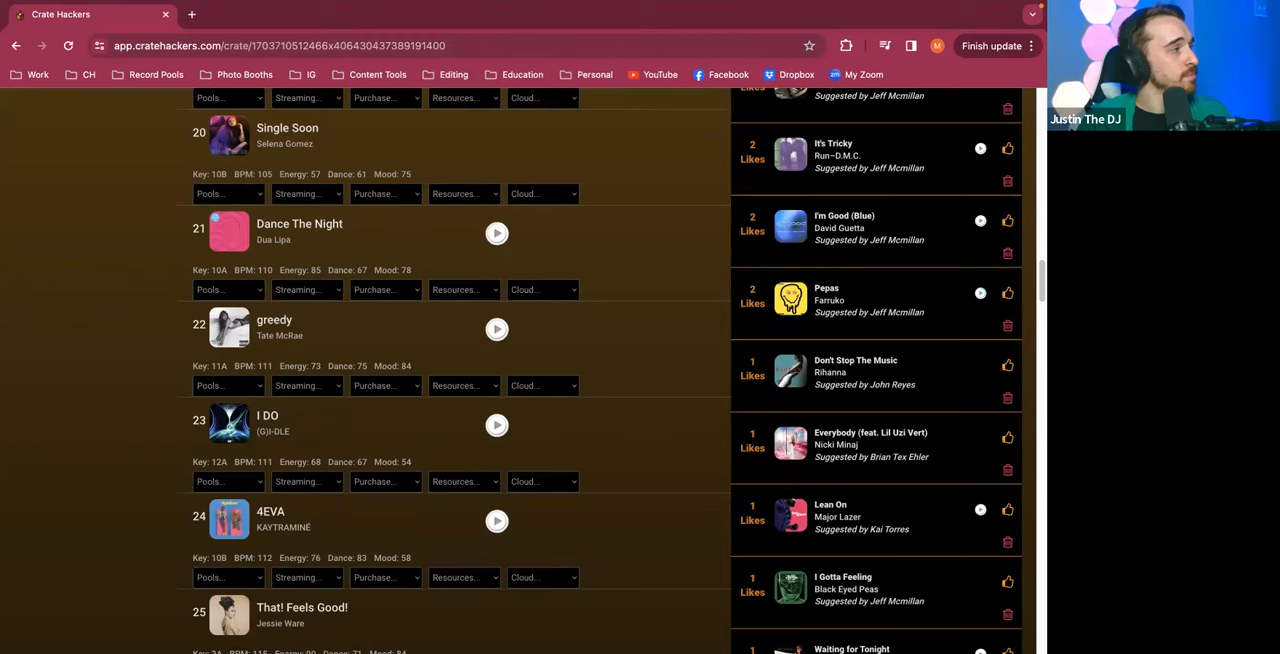 Crate Hackers
app.cratehackers.com/crate/1703710512466x406430437389191400
M
Finish update
Work
CH
Record Pools
Photo Booths
IG
Content Tools
Editing
Education
Personal
YouTube
Facebook
Dropbox
My Zoom
Pools... Streaming... Purchase... Resources... Cloud...
20
Single Soon
Selena Gomez
Key: 10B BPM: 105 Energy: 57 Dance: 61 Mood: 75
Pools... Streaming... Purchase... Resources... Cloud...
21
Dance The Night
Dua Lipa
Key: 10A BPM: 110 Energy: 85 Dance: 67 Mood: 78
Pools... Streaming... Purchase... Resources... Cloud...
22
greedy
Tate McRae
Key: 11A BPM: 111 Energy: 73 Dance: 75 Mood: 84
Pools... Streaming... Purchase... Resources... Cloud...
23
I DO
(G)I-DLE
Key: 12A BPM: 111 Energy: 68 Dance: 67 Mood: 54
Pools... Streaming... Purchase... Resources... Cloud...
24
4EVA
KAYTRAMINÉ
Key: 10B BPM: 112 Energy: 76 Dance: 83 Mood: 58
Pools... Streaming... Purchase... Resources... Cloud...
25
That! Feels Good!
Jessie Ware
Likes
Suggested by Jeff Mcmillan
2
Likes
It's Tricky
Run–D.M.C.
Suggested by Jeff Mcmillan
2
Likes
I'm Good (Blue)
David Guetta
Suggested by Jeff Mcmillan
2
Likes
Pepas
Farruko
Suggested by Jeff Mcmillan
1
Likes
Don't Stop The Music
Rihanna
Suggested by John Reyes
1
Likes
Everybody (feat. Lil Uzi Vert)
Nicki Minaj
Suggested by Brian Tex Ehler
1
Likes
Lean On
Major Lazer
Suggested by Kai Torres
1
Likes
I Gotta Feeling
Black Eyed Peas
Suggested by Jeff Mcmillan
1
Waiting for Tonight
Justin The DJ